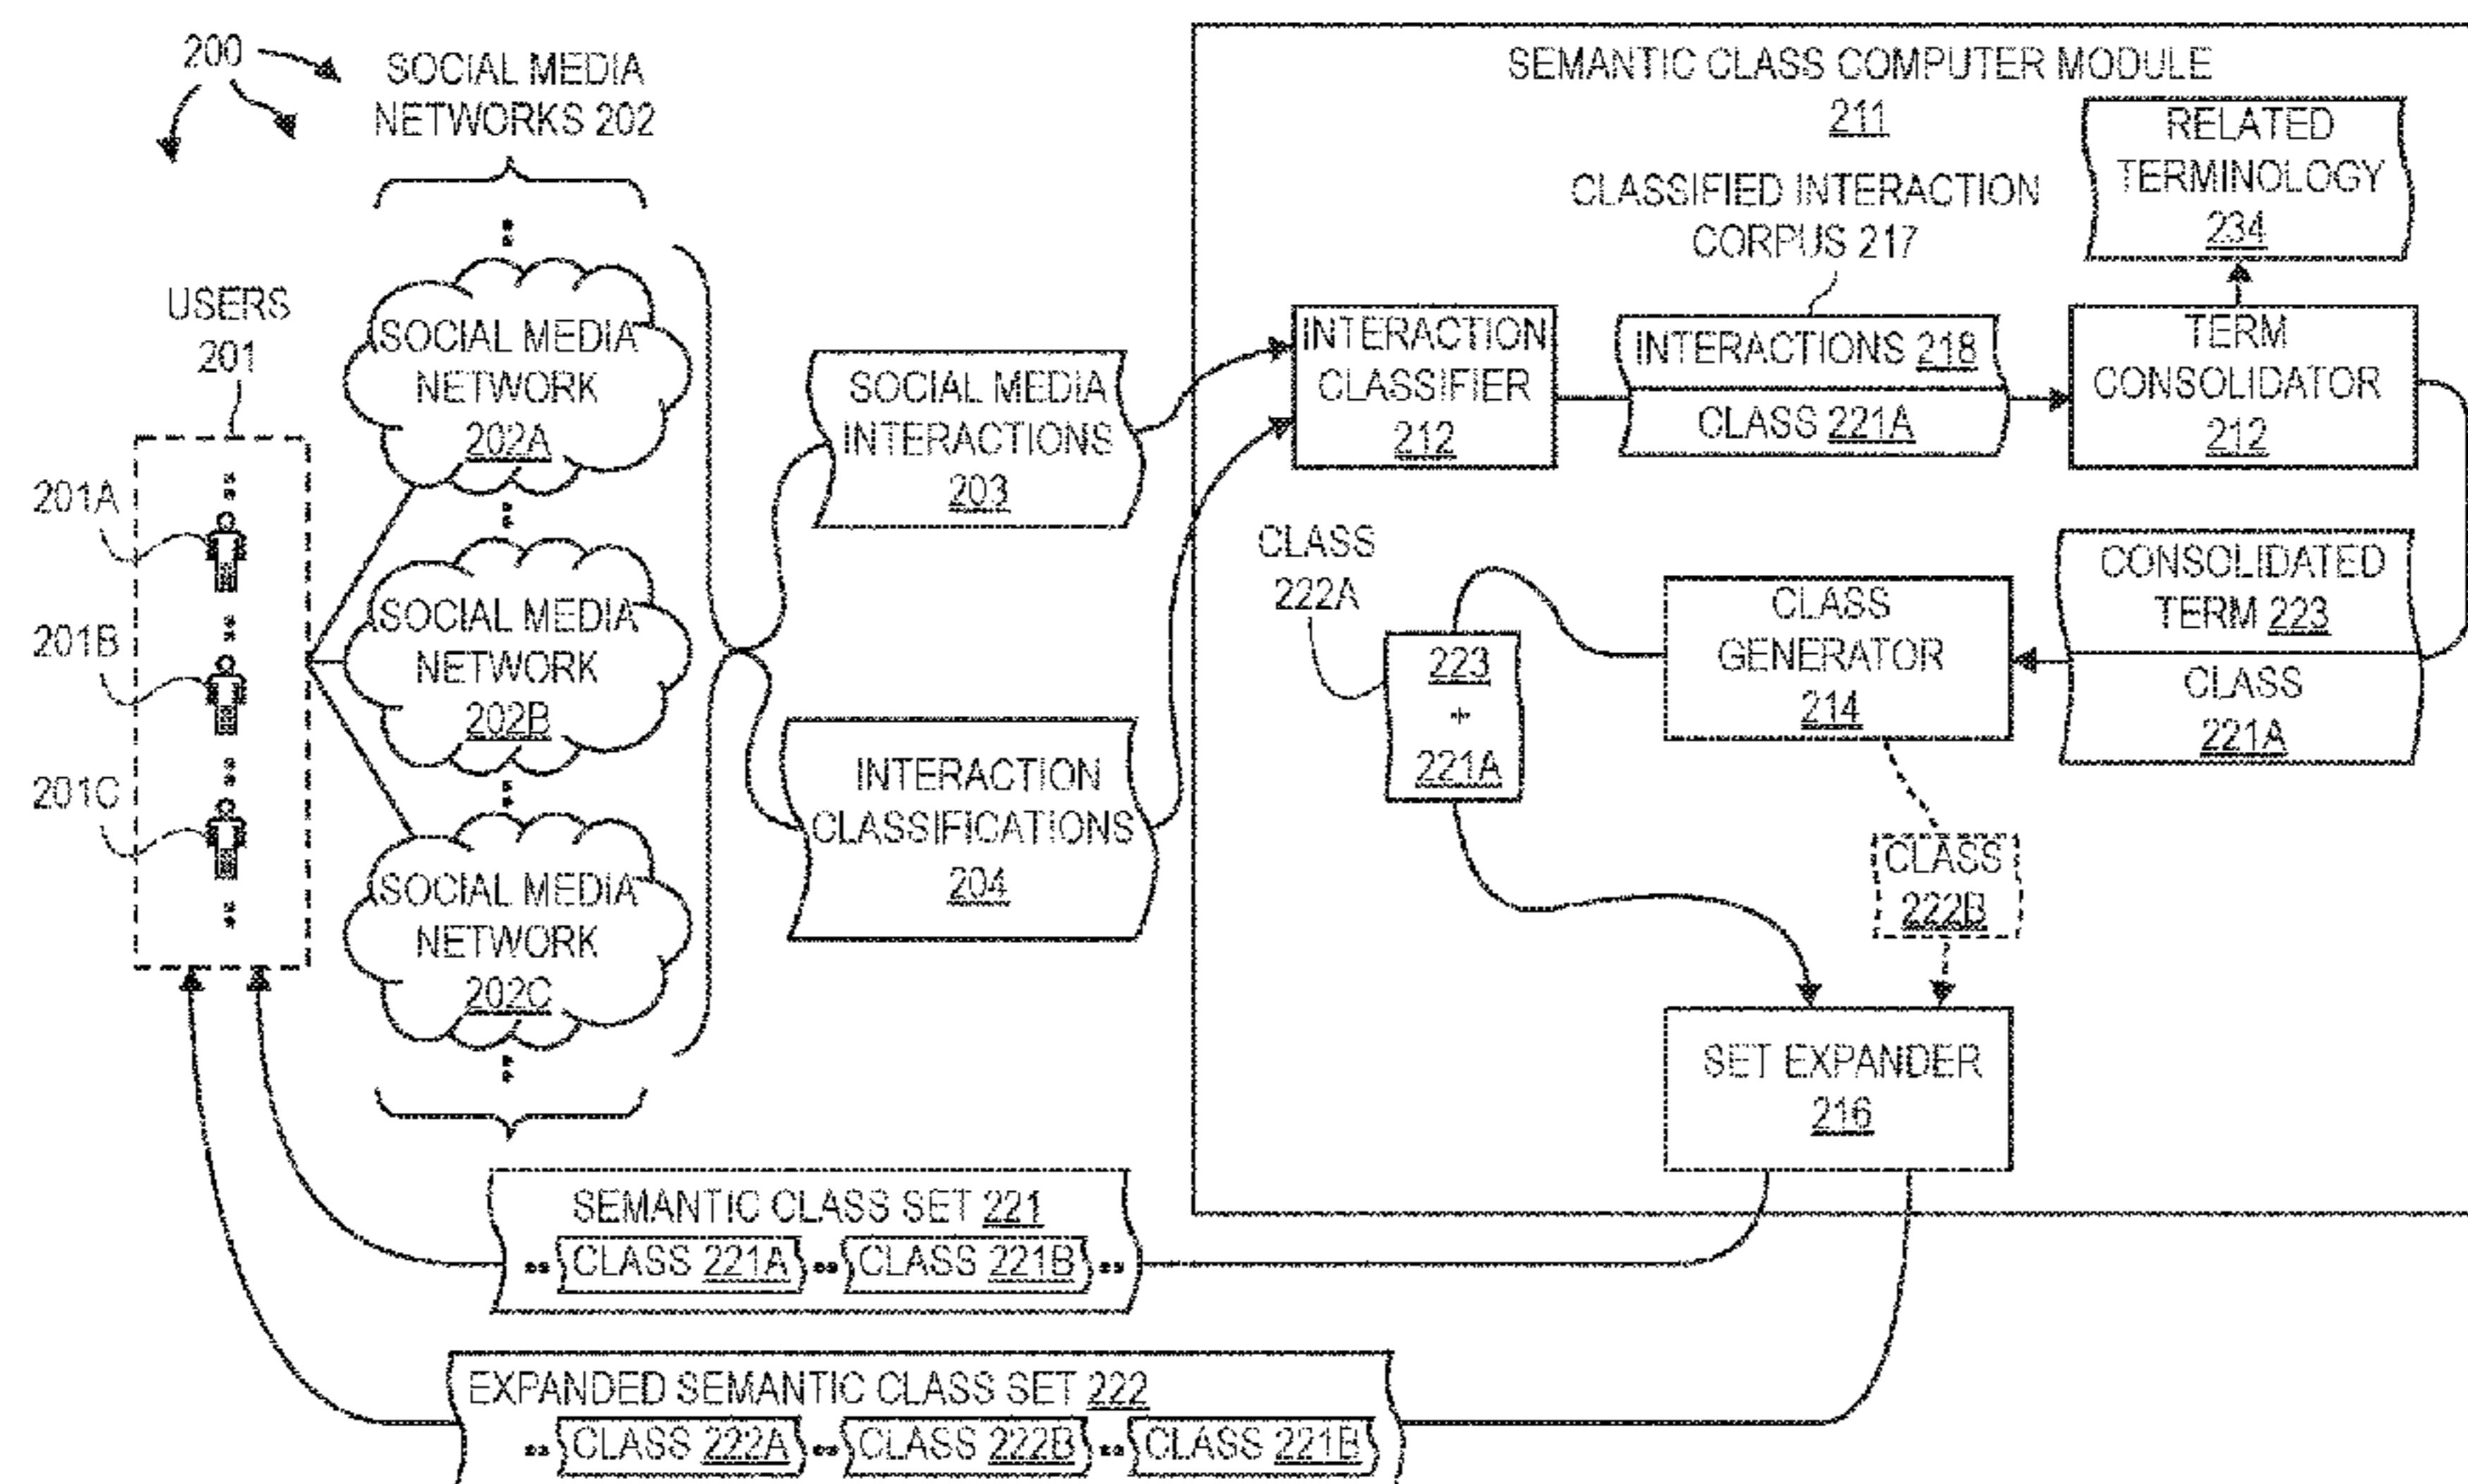 200
SOCIAL MEDIA
NETWORKS 202
USERS
201
201A
201B
201C
SOCIAL MEDIA
NETWORK
202A
SOCIAL MEDIA
NETWORK
202B
SOCIAL MEDIA
NETWORK
202C
SOCIAL MEDIA
INTERACTIONS
203
INTERACTION
CLASSIFICATIONS
204
SEMANTIC CLASS COMPUTER MODULE
211
CLASSIFIED INTERACTION
CORPUS 217
RELATED
TERMINOLOGY
234
INTERACTION
CLASSIFIER
212
INTERACTIONS 218
CLASS 221A
TERM
CONSOLIDATOR
212
CONSOLIDATED
TERM 223
CLASS
221A
CLASS
GENERATOR
214
CLASS
222A
223
+
221A
CLASS
222B
SET EXPANDER
216
SEMANTIC CLASS SET 221
CLASS 221A
CLASS 221B
EXPANDED SEMANTIC CLASS SET 222
CLASS 222A
CLASS 222B
CLASS 221B